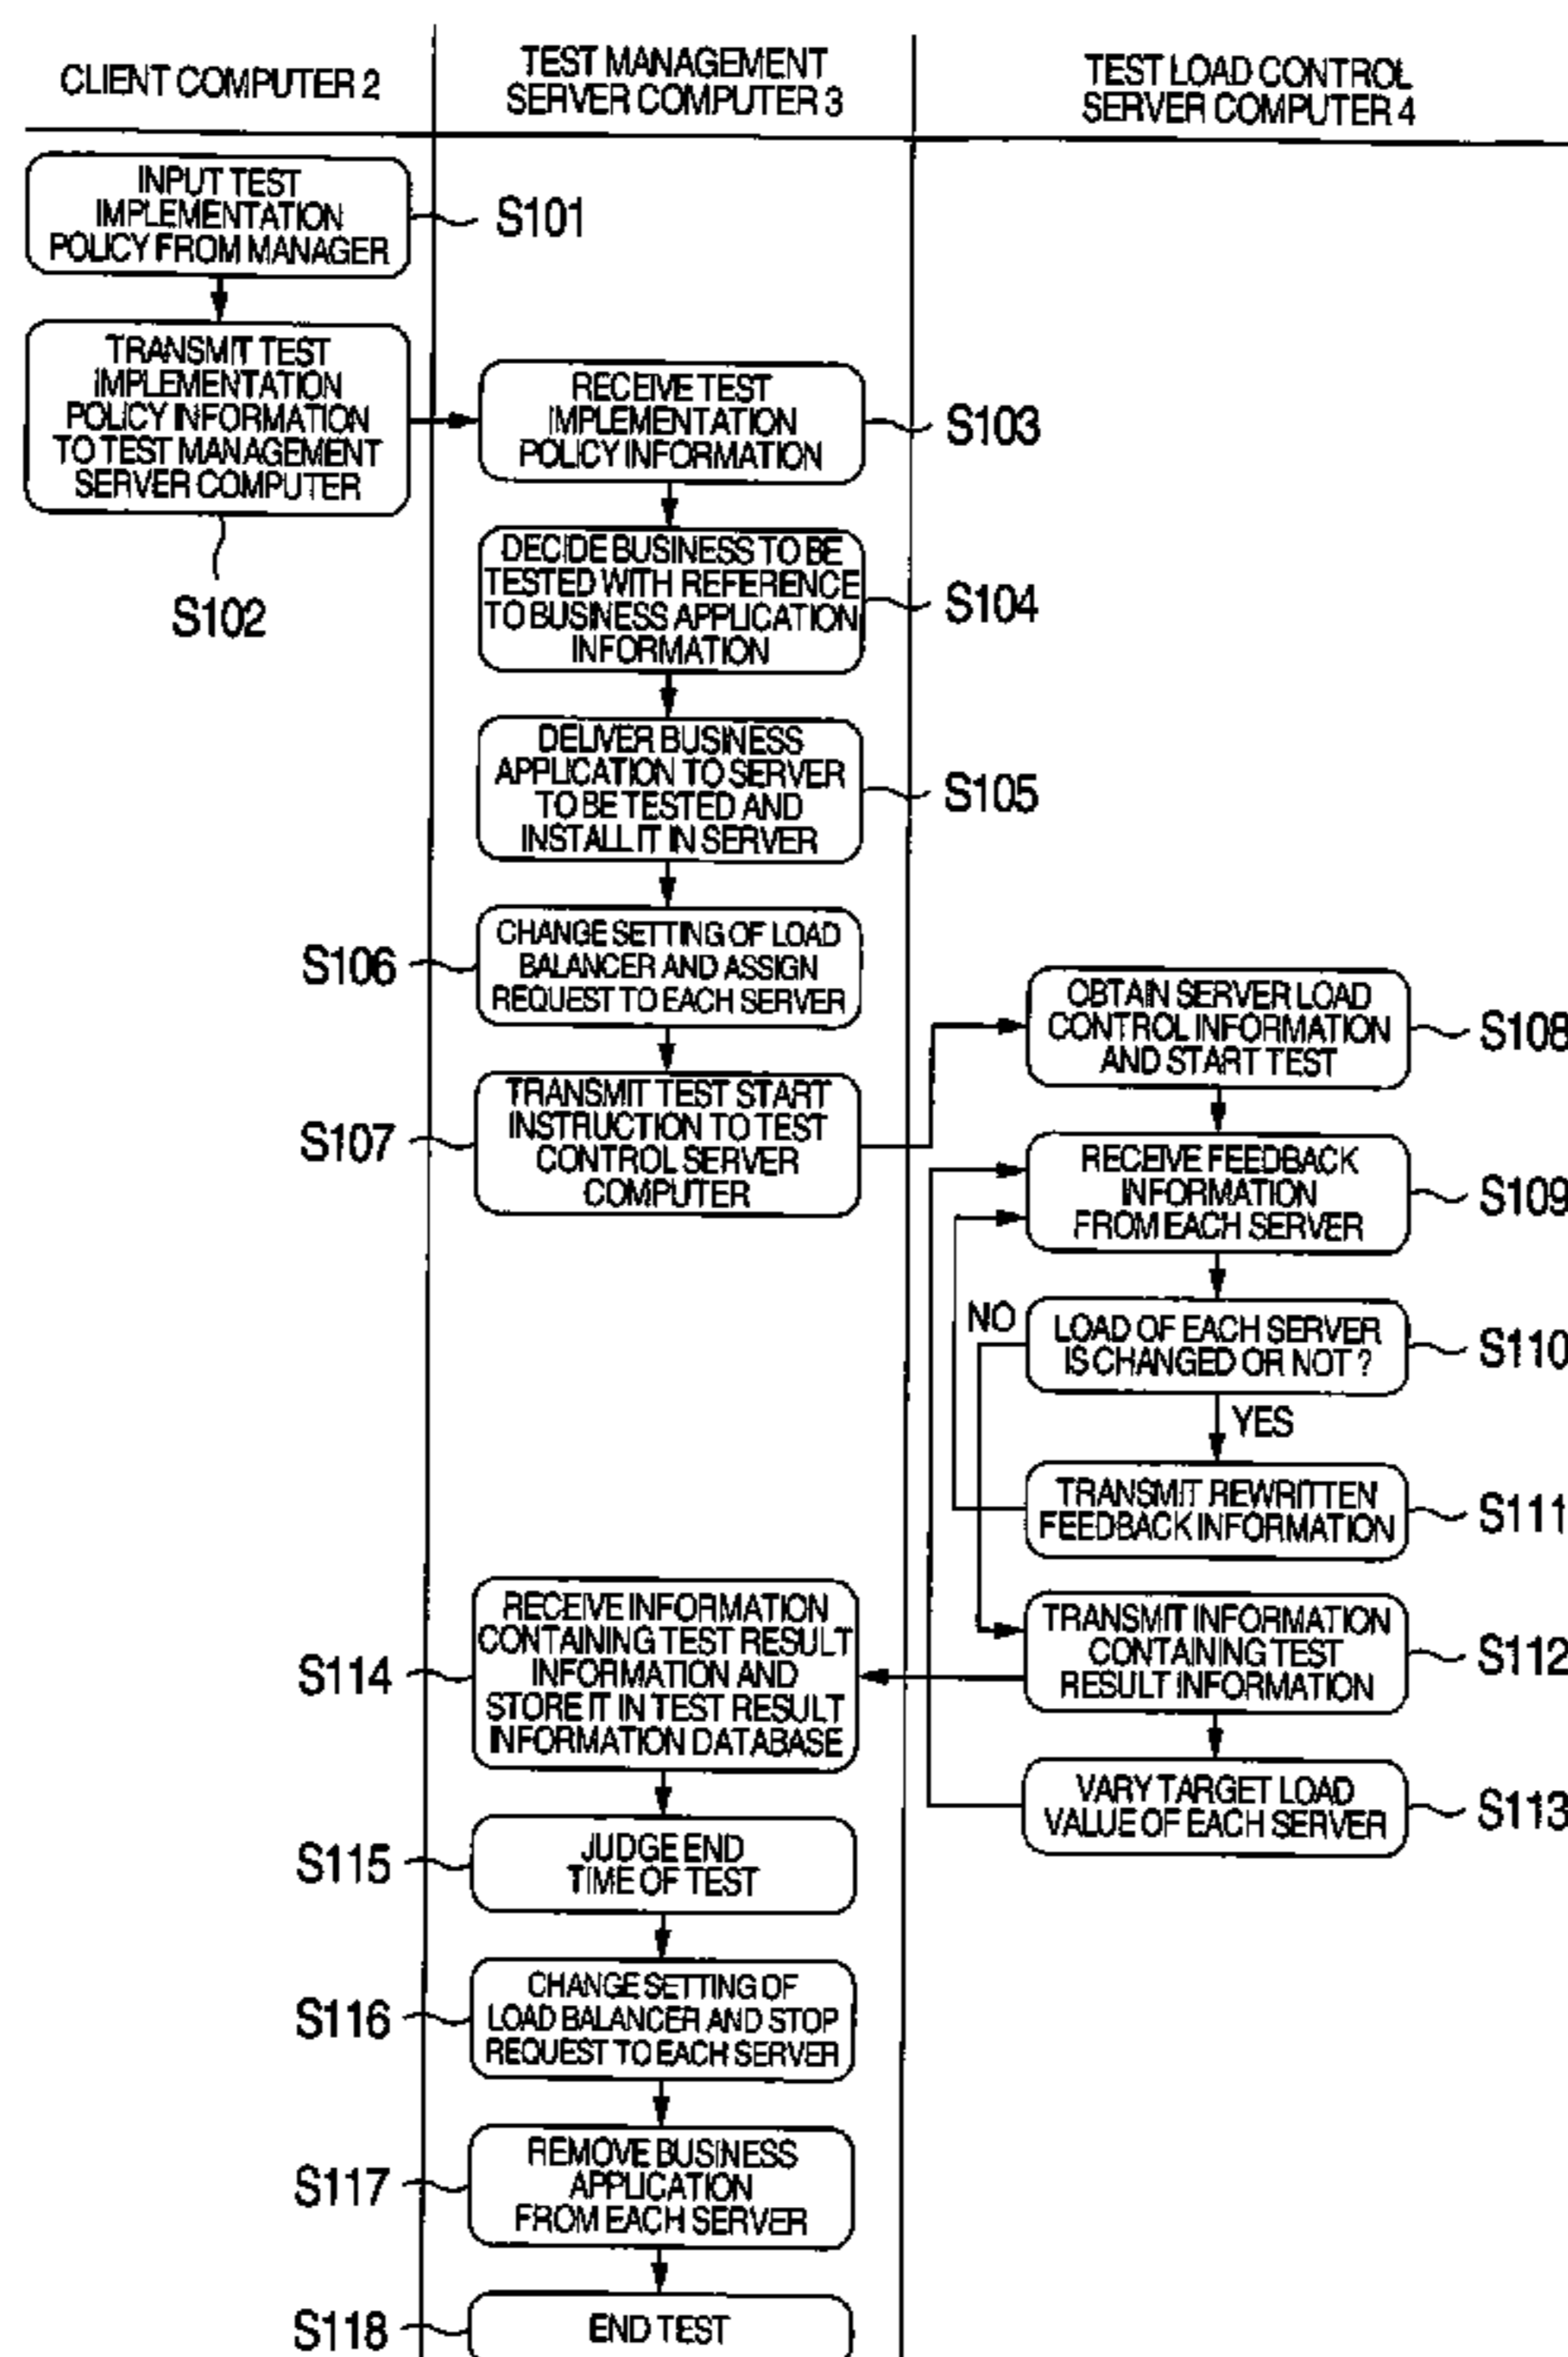 CLIENT COMPUTER 2
TEST MANAGEMENT
SERVER COMPUTER 3
TEST LOAD CONTROL
SERVER COMPUTER 4
INPUT TEST
IMPLEMENTATION
POLICY FROM MANAGER
S101
TRANSMIT TEST
IMPLEMENTATION
POLICY INFORMATION
TO TEST MANAGEMENT
SERVER COMPUTER
S102
RECEIVE TEST
IMPLEMENTATION
POLICY INFORMATION
S103
DECIDE BUSINESS TO BE
TESTED WITH REFERENCE
TO BUSINESS APPLICATION
INFORMATION
S104
DELIVER BUSINESS
APPLICATION TO SERVER
TO BE TESTED AND
INSTALL IT IN SERVER
S105
CHANGE SETTING OF LOAD
BALANCER AND ASSIGN
REQUEST TO EACH SERVER
S106
TRANSMIT TEST START
INSTRUCTION TO TEST
CONTROL SERVER
COMPUTER
S107
OBTAIN SERVER LOAD
CONTROL INFORMATION
AND START TEST
S108
RECEIVE FEEDBACK
INFORMATION
FROM EACH SERVER
S109
NO
LOAD OF EACH SERVER
IS CHANGED OR NOT ?
S110
YES
TRANSMIT REWRITTEN
FEEDBACK INFORMATION
S111
TRANSMIT INFORMATION
CONTAINING TEST
RESULT INFORMATION
S112
VARY TARGET LOAD
VALUE OF EACH SERVER
S113
RECEIVE INFORMATION
CONTAINING TEST RESULT
INFORMATION AND
STORE IT IN TEST RESULT
INFORMATION DATABASE
S114
JUDGE END
TIME OF TEST
S115
CHANGE SETTING OF
LOAD BALANCER AND STOP
REQUEST TO EACH SERVER
S116
REMOVE BUSINESS
APPLICATION
FROM EACH SERVER
S117
END TEST
S118